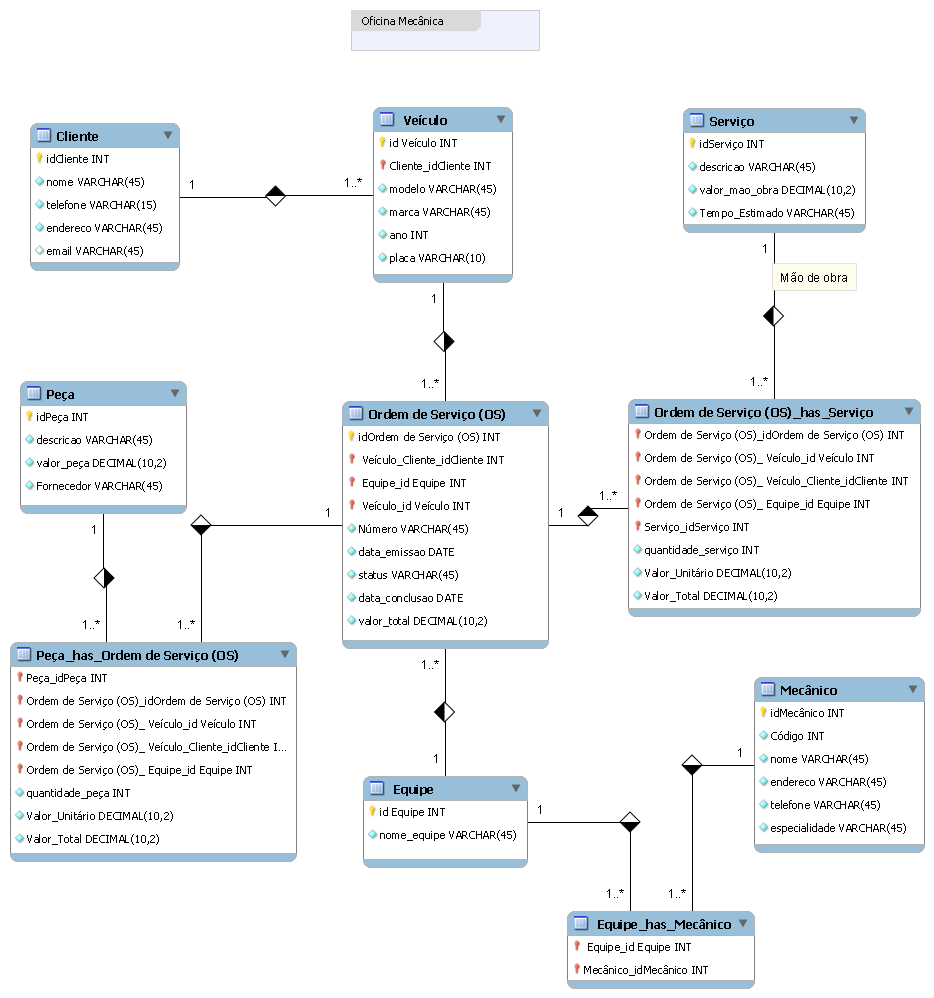 Oficina Mecânica
Cliente
idCliente INT
nome VARCHAR(45)
telefone VARCHAR(15)
endereco VARCHAR(45)
email VARCHAR(45)
1
1..*
Veículo
id Veículo INT
Cliente_idCliente INT
modelo VARCHAR(45)
marca VARCHAR(45)
ano INT
placa VARCHAR(10)
1
1..*
Serviço
idServiço INT
descricao VARCHAR(45)
valor_mao_obra DECIMAL(10,2)
Tempo_Estimado VARCHAR(45)
1
Mão de obra
1..*
Peça
idPeça INT
descricao VARCHAR(45)
valor_peça DECIMAL(10,2)
Fornecedor VARCHAR(45)
1
1..*
Ordem de Serviço (OS)
idOrdem de Serviço (OS) INT
Veículo_Cliente_idCliente INT
Equipe_id Equipe INT
Veículo_id Veículo INT
Número VARCHAR(45)
data_emissao DATE
status VARCHAR(45)
data_conclusao DATE
valor_total DECIMAL(10,2)
1
1..*
1
1..*
Ordem de Serviço (OS)_has_Serviço
Ordem de Serviço (OS)_idOrdem de Serviço (OS) INT
Ordem de Serviço (OS)_ Veículo_id Veículo INT
Ordem de Serviço (OS)_ Veículo_Cliente_idCliente INT
Ordem de Serviço (OS)_ Equipe_id Equipe INT
Serviço_idServiço INT
quantidade_serviço INT
Valor_Unitário DECIMAL(10,2)
Valor_Total DECIMAL(10,2)
Peça_has_Ordem de Serviço (OS)
Peça_idPeça INT
Ordem de Serviço (OS)_idOrdem de Serviço (OS) INT
Ordem de Serviço (OS)_ Veículo_id Veículo INT
Ordem de Serviço (OS)_ Veículo_Cliente_idCliente I...
Ordem de Serviço (OS)_ Equipe_id Equipe INT
quantidade_peça INT
Valor_Unitário DECIMAL(10,2)
Valor_Total DECIMAL(10,2)
1..*
1
Equipe
id Equipe INT
nome_equipe VARCHAR(45)
1
1..*
Mecânico
idMecânico INT
Código INT
nome VARCHAR(45)
endereco VARCHAR(45)
telefone VARCHAR(45)
especialidade VARCHAR(45)
1
1..*
Equipe_has_Mecânico
Equipe_id Equipe INT
Mecânico_idMecânico INT